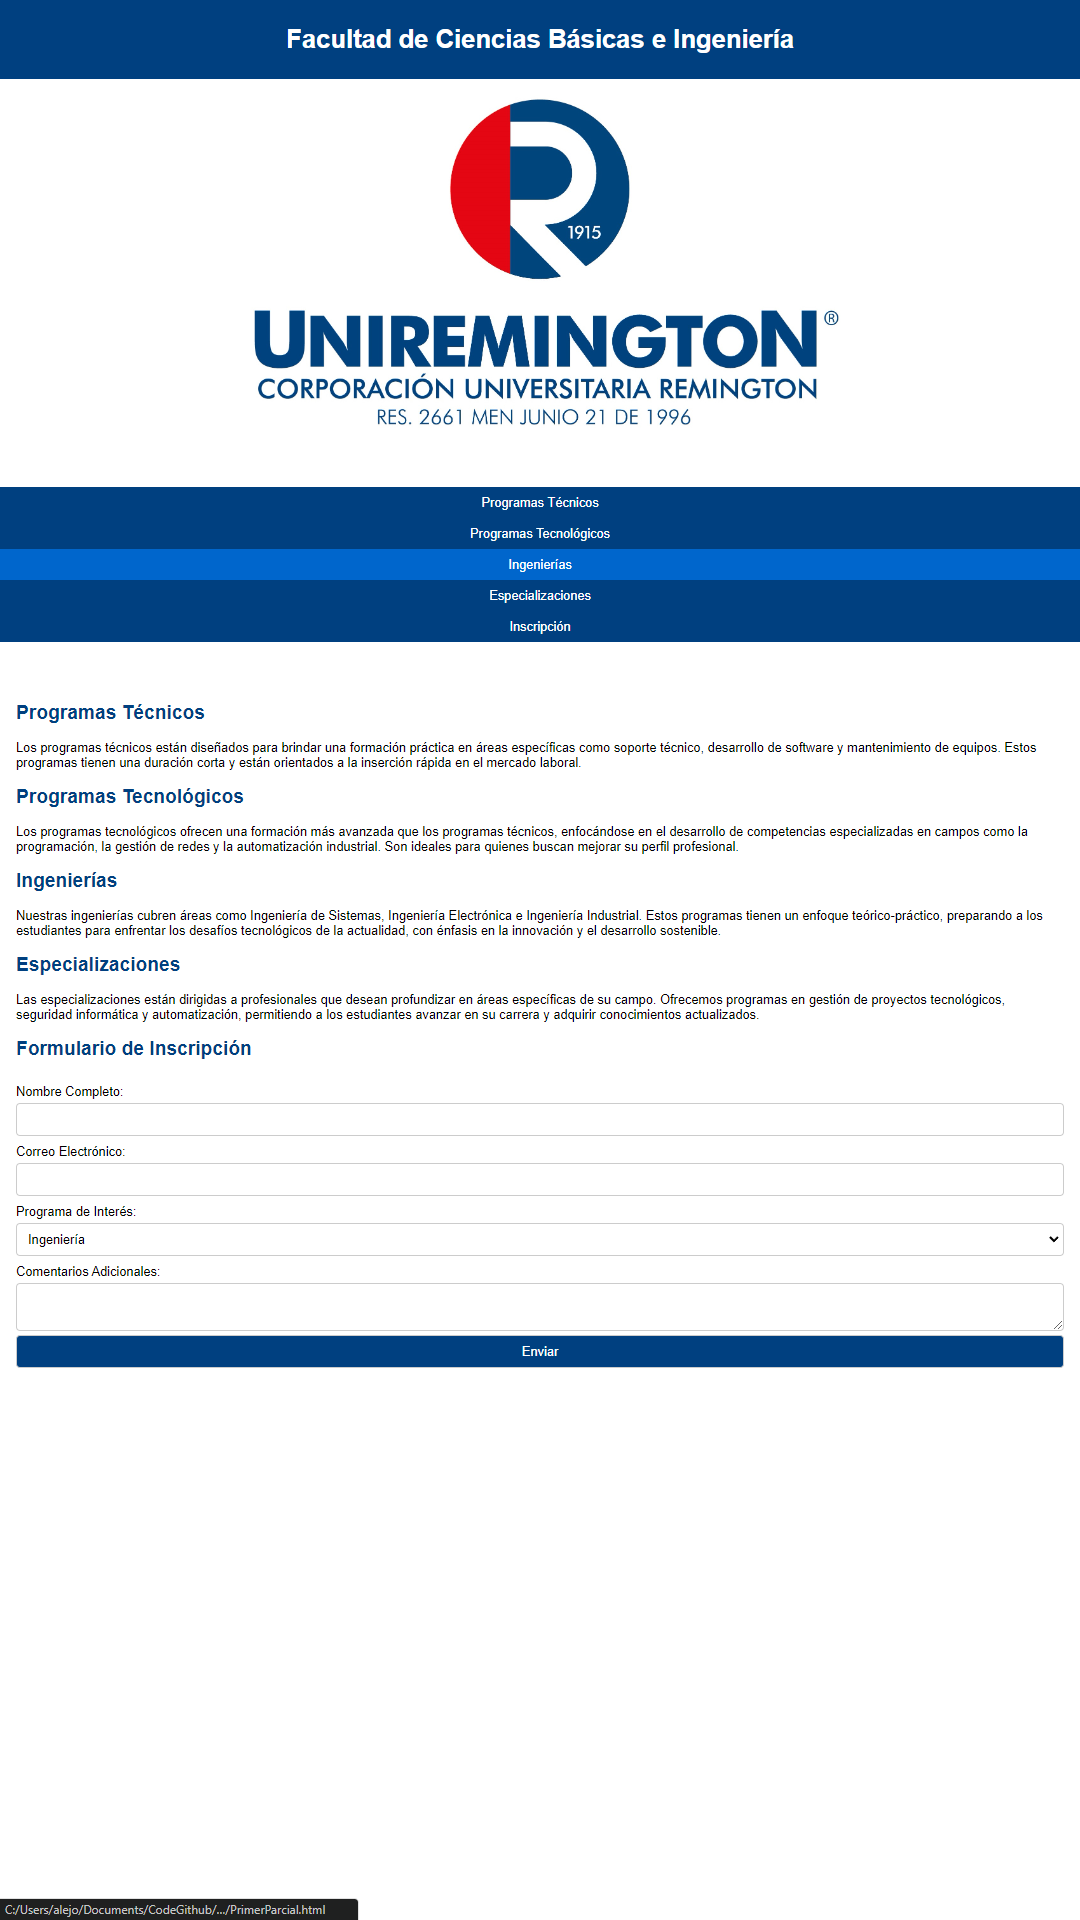 Facultad de Ciencias Básicas e Ingeniería
1915
UNIREMINGTON®
CORPORACIÓN UNIVERSITARIA REMINGTON
RES. 2661 MEN JUNIO 21 DE 1996
Programas Técnicos
Programas Tecnológicos
Ingenierías
Especializaciones
Inscripción
Programas Técnicos
Los programas técnicos están diseñados para brindar una formación práctica en áreas específicas como soporte técnico, desarrollo de software y mantenimiento de equipos. Estos
programas tienen una duración corta y están orientados a la inserción rápida en el mercado laboral.
Programas Tecnológicos
Los programas tecnológicos ofrecen una formación más avanzada que los programas técnicos, enfocándose en el desarrollo de competencias especializadas en campos como la
programación, la gestión de redes y la automatización industrial. Son ideales para quienes buscan mejorar su perfil profesional.
Ingenierías
Nuestras ingenierías cubren áreas como Ingeniería de Sistemas, Ingeniería Electrónica e Ingeniería Industrial. Estos programas tienen un enfoque teórico-práctico, preparando a los
estudiantes para enfrentar los desafíos tecnológicos de la actualidad, con énfasis en la innovación y el desarrollo sostenible.
Especializaciones
Las especializaciones están dirigidas a profesionales que desean profundizar en áreas específicas de su campo. Ofrecemos programas en gestión de proyectos tecnológicos,
seguridad informática y automatización, permitiendo a los estudiantes avanzar en su carrera y adquirir conocimientos actualizados.
Formulario de Inscripción
Nombre Completo:
Correo Electrónico:
Programa de Interés:
Ingeniería
Comentarios Adicionales:
Enviar
C:/Users/alejo/Documents/CodeGithub/.../PrimerParcial.html